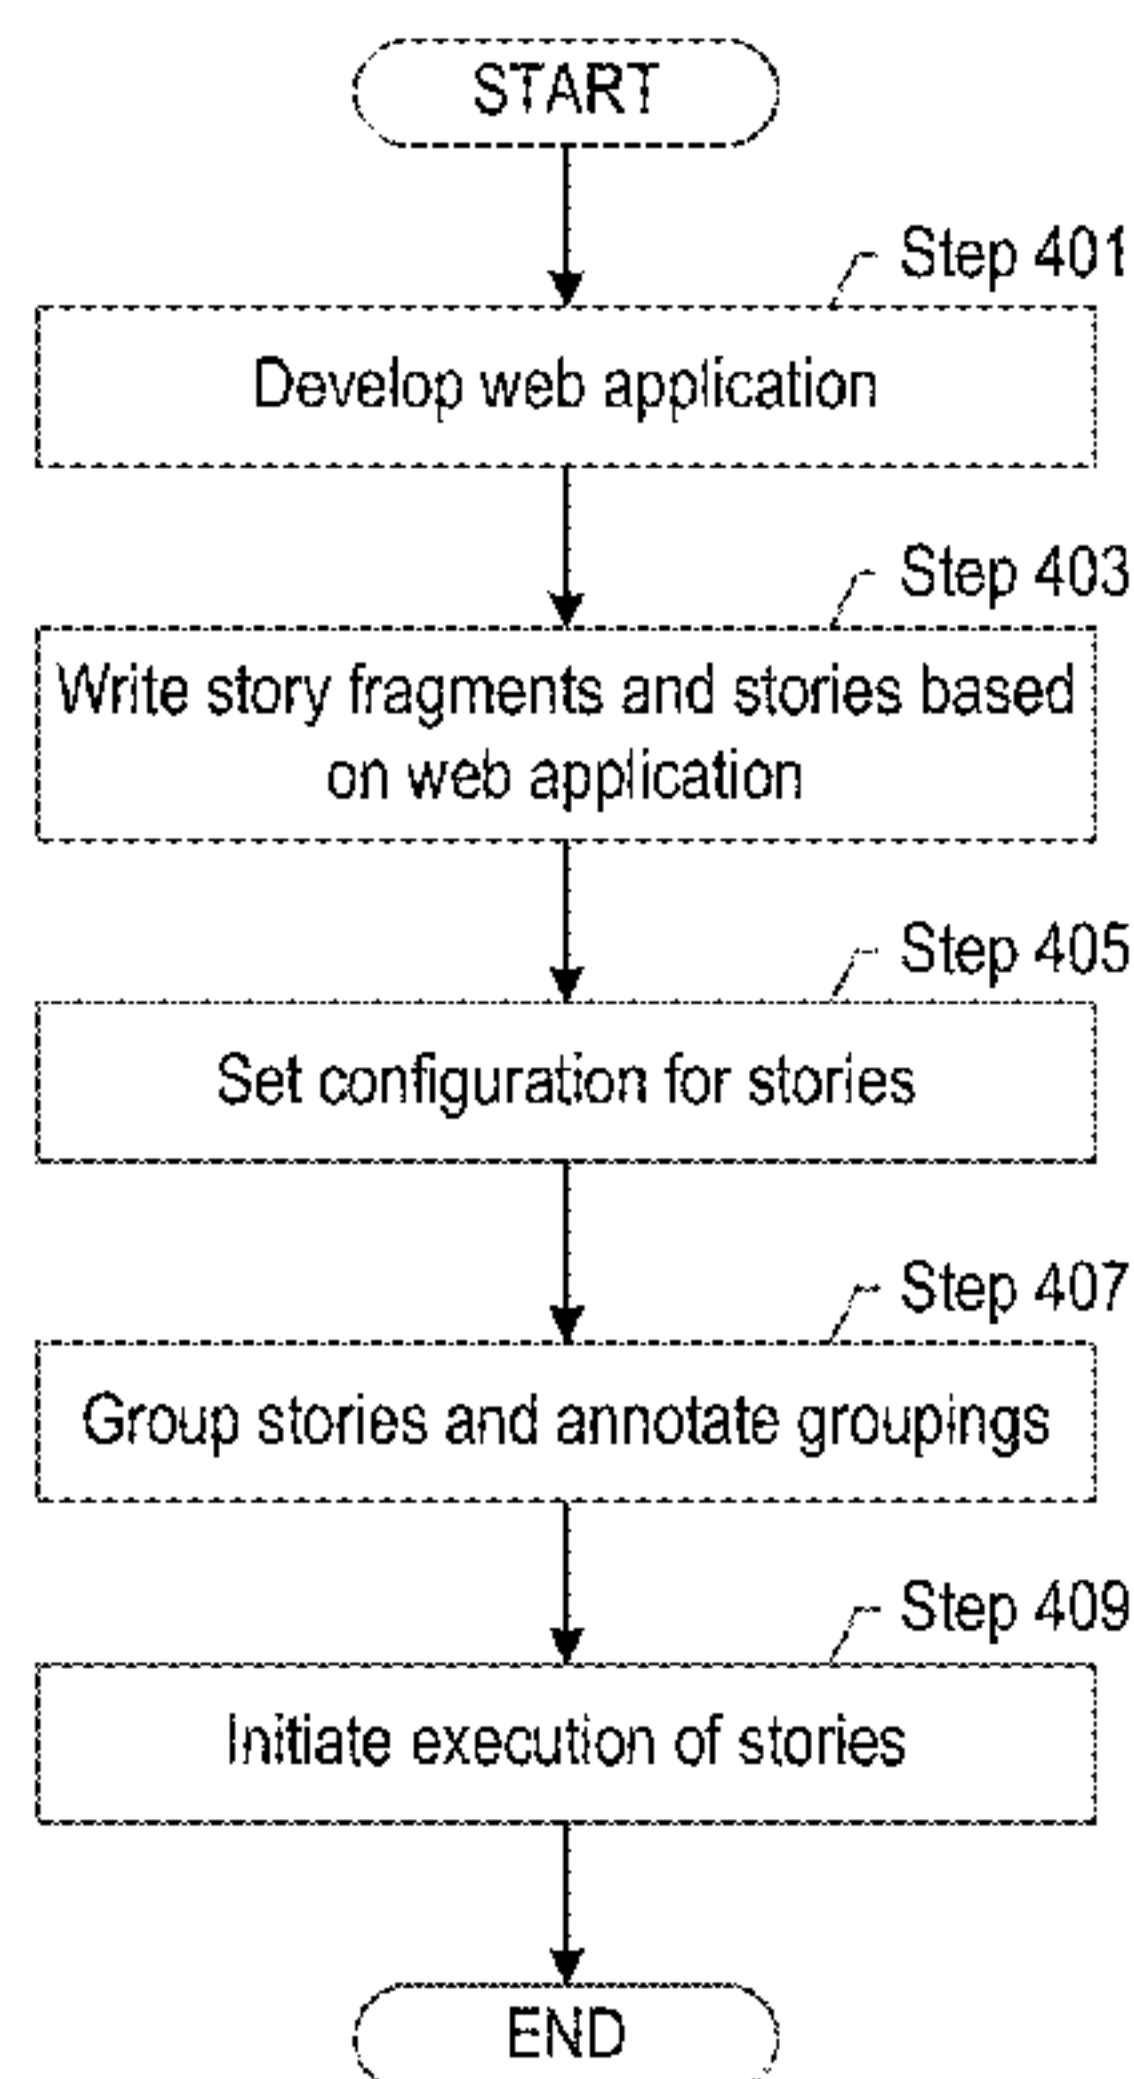 START
Step 401
Develop web application
Step 403
Write story fragments and stories based
on web application
Step 405
Set configuration for stories
Step 407
Group stories and annotate groupings
Step 409
Initiate execution of stories
END